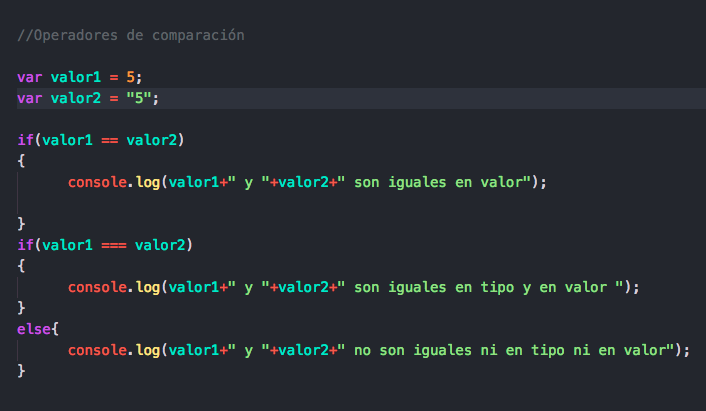 //Operadores de comparación
var valor1 = 5;
var valor2 = "5";
if(valor1 == valor2)
{
console.log(valor1+" y "+valor2+" son iguales en valor");
}
if(valor1 === valor2)
{
console.log(valor1+" y "+valor2+" son iguales en tipo y en valor ");
}
else{
console.log(valor1+" y "+valor2+" no son iguales ni en tipo ni en valor");
}